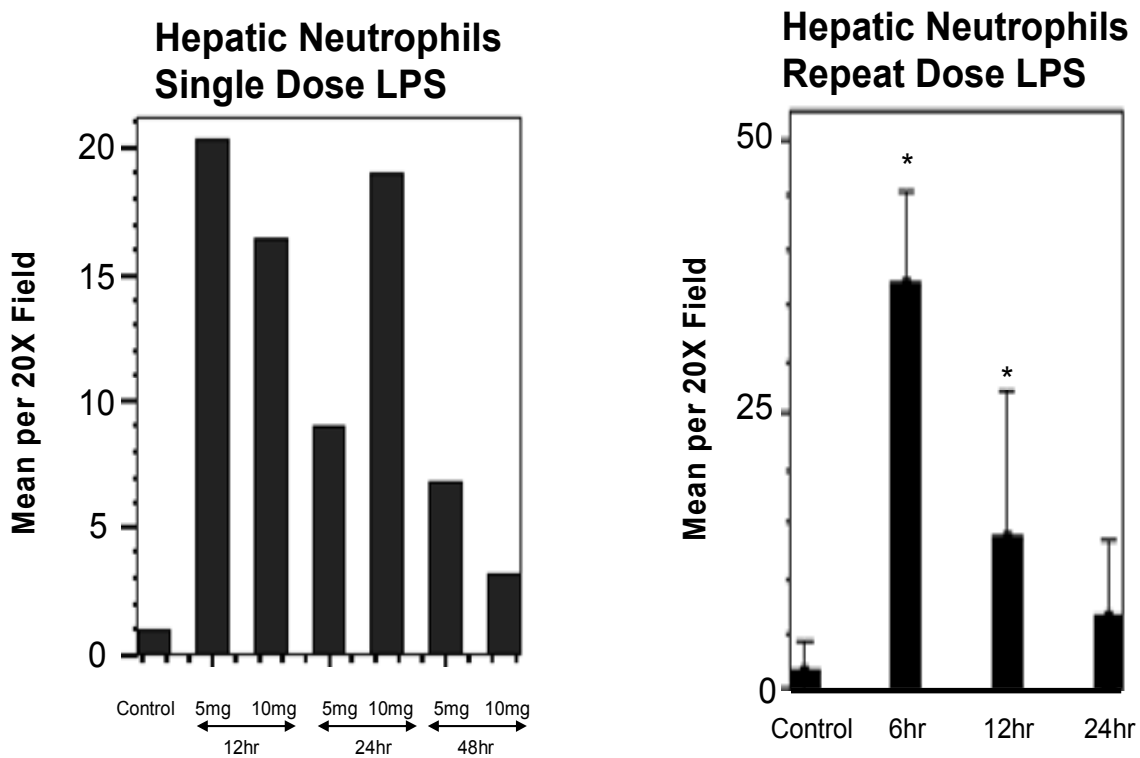 Hepatic Neutrophils
Single Dose LPS
Mean per 20X Field
20
15
10
5
0
Control 5mg 10mg 5mg 10mg 5mg 10mg
12hr 24hr 48hr
Hepatic Neutrophils
Repeat Dose LPS
Mean per 20X Field
50
25
0
*
*
Control 6hr 12hr 24hr